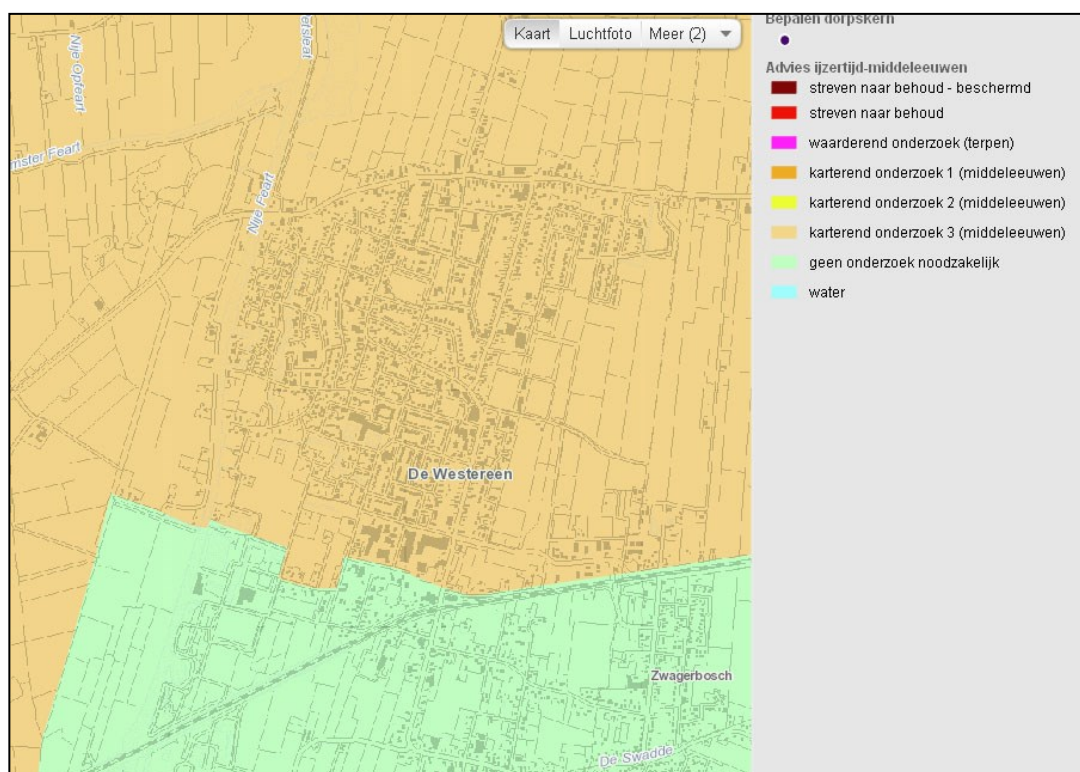 Kaart Luchtfoto Meer (2)
Bepalen dorpskern
Advies ijzertijd-middeleeuwen
streven naar behoud - beschermd
streven naar behoud
waarderend onderzoek (terpen)
karterend onderzoek 1 (middeleeuwen)
karterend onderzoek 2 (middeleeuwen)
karterend onderzoek 3 (middeleeuwen)
geen onderzoek noodzakelijk
water
Nije Opfeart
mster Feart
Nije Feart
De Westereen
Zwagerbosch
De Swadde